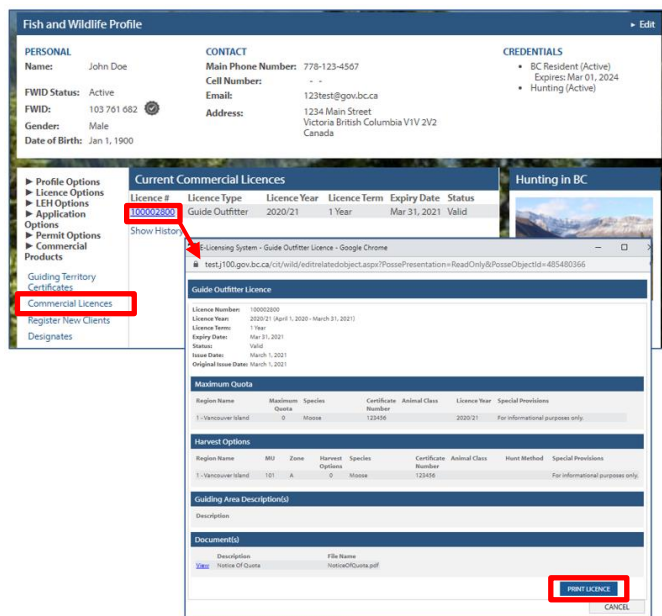 Fish and Wildlife Profile
► Edit
PERSONAL
Name: John Doe
FWID Status: Active
FWID: 103 761 682
Gender: Male
Date of Birth: Jan 1, 1900
CONTACT
Main Phone Number: 778-123-4567
Cell Number: - -
Email: 123test@gov.bc.ca
Address: 1234 Main Street
Victoria British Columbia V1V 2V2
Canada
CREDENTIALS
• BC Resident (Active)
Expires: Mar 01, 2024
• Hunting (Active)
► Profile Options
► Licence Options
► LEH Options
► Application
Options
► Permit Options
► Commercial
Products
Guiding Territory
Certificates
Commercial Licences
Register New Clients
Designates
Current Commercial Licences
Licence # Licence Type Licence Year Licence Term Expiry Date Status
100002800 Guide Outfitter 2020/21 1 Year Mar 31, 2021 Valid
Show History
Hunting in BC
E-Licensing System - Guide Outfitter Licence - Google Chrome
test.j100.gov.bc.ca/cit/wild/editrelatedobject.aspx?PossePresentation=ReadOnly&PosseObjectId=485480366
Guide Outfitter Licence
Licence Number: 100002800
Licence Year: 2020/21 (April 1, 2020 - March 31, 2021)
Licence Term: 1 Year
Expiry Date: Mar 31, 2021
Status: Valid
Issue Date: March 1, 2021
Original Issue Date: March 1, 2021
Maximum Quota
Region Name Maximum Quota Species Certificate Number Animal Class Licence Year Special Provisions
1 - Vancouver Island 0 Moose 123456 2020/21 For informational purposes only.
Harvest Options
Region Name MU Zone Harvest Options Species Certificate Number Animal Class Hunt Method Special Provisions
1 - Vancouver Island 101 A 0 Moose 123456 For informational purposes only.
Guiding Area Description(s)
Description
Document(s)
Description File Name
View Notice Of Quota NoticeOfQuota.pdf
PRINT LICENCE
CANCEL